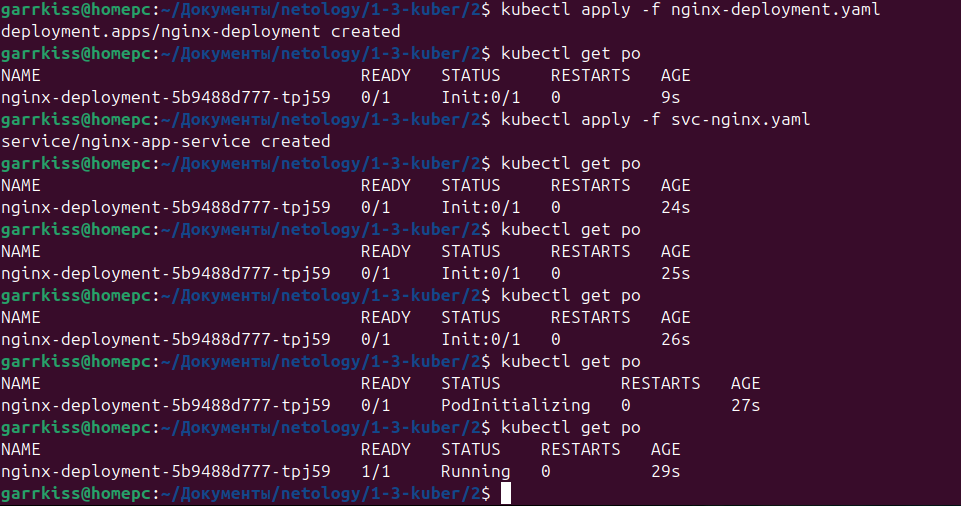 garrkiss@homepc:~/Документы/netology/1-3-kuber/2$ kubectl apply -f nginx-deployment.yaml
deployment.apps/nginx-deployment created
garrkiss@homepc:~/Документы/netology/1-3-kuber/2$ kubectl get po
NAME                                READY   STATUS     RESTARTS   AGE
nginx-deployment-5b9488d777-tpj59   0/1     Init:0/1   0          9s
garrkiss@homepc:~/Документы/netology/1-3-kuber/2$ kubectl apply -f svc-nginx.yaml
service/nginx-app-service created
garrkiss@homepc:~/Документы/netology/1-3-kuber/2$ kubectl get po
NAME                                READY   STATUS     RESTARTS   AGE
nginx-deployment-5b9488d777-tpj59   0/1     Init:0/1   0          24s
garrkiss@homepc:~/Документы/netology/1-3-kuber/2$ kubectl get po
NAME                                READY   STATUS     RESTARTS   AGE
nginx-deployment-5b9488d777-tpj59   0/1     Init:0/1   0          25s
garrkiss@homepc:~/Документы/netology/1-3-kuber/2$ kubectl get po
NAME                                READY   STATUS     RESTARTS   AGE
nginx-deployment-5b9488d777-tpj59   0/1     Init:0/1   0          26s
garrkiss@homepc:~/Документы/netology/1-3-kuber/2$ kubectl get po
NAME                                READY   STATUS            RESTARTS   AGE
nginx-deployment-5b9488d777-tpj59   0/1     PodInitializing   0          27s
garrkiss@homepc:~/Документы/netology/1-3-kuber/2$ kubectl get po
NAME                                READY   STATUS    RESTARTS   AGE
nginx-deployment-5b9488d777-tpj59   1/1     Running   0          29s
garrkiss@homepc:~/Документы/netology/1-3-kuber/2$